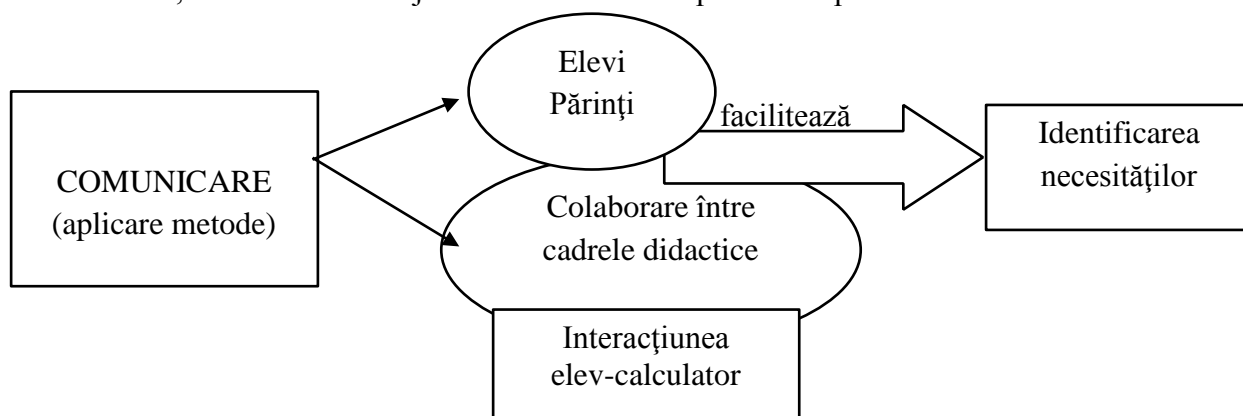 COMUNICARE
(aplicare metode)
Elevi
Părinţi
facilitează
Identificarea
necesităţilor
Colaborare între
cadrele didactice
Interacţiunea
elev-calculator